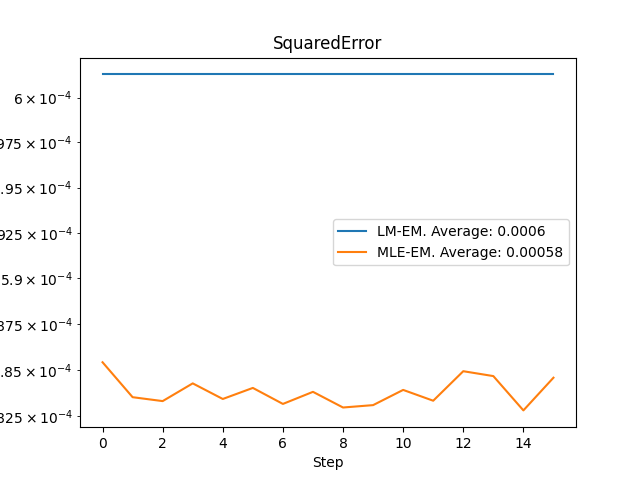 SquaredError
6 × 10⁻⁴
975 × 10⁻⁴
.95 × 10⁻⁴
925 × 10⁻⁴
5.9 × 10⁻⁴
875 × 10⁻⁴
.85 × 10⁻⁴
825 × 10⁻⁴
LM-EM. Average: 0.0006
MLE-EM. Average: 0.00058
0 2 4 6 8 10 12 14
Step